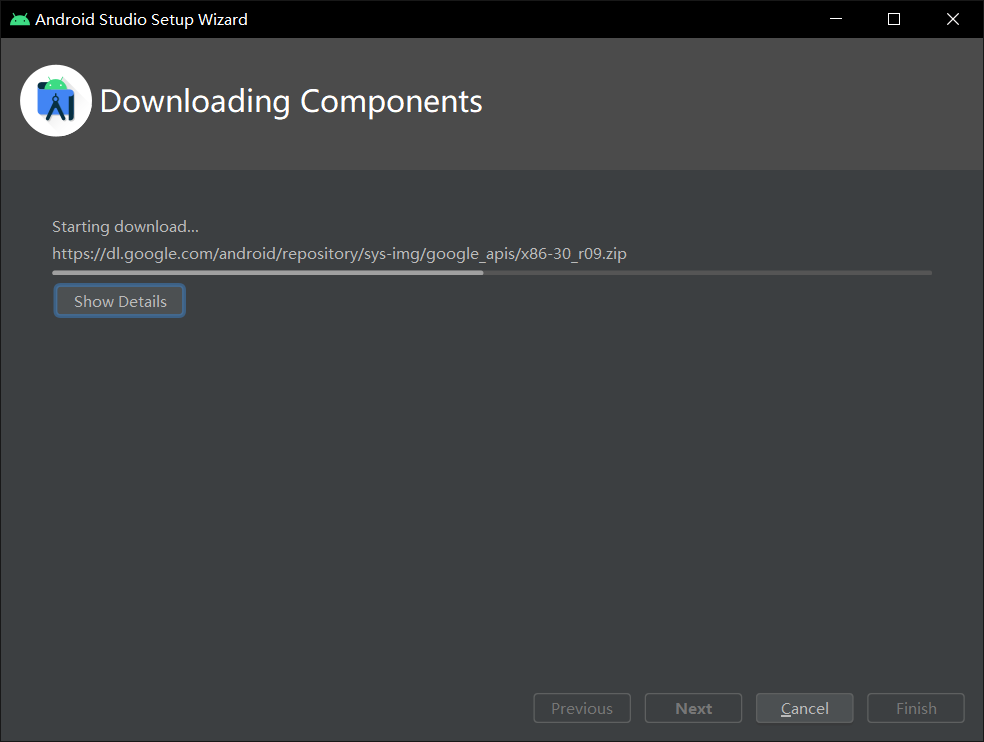 Android Studio Setup Wizard
Downloading Components
Starting download...
https://dl.google.com/android/repository/sys-img/google_apis/x86-30_r09.zip
Show Details
Previous
Next
Cancel
Finish